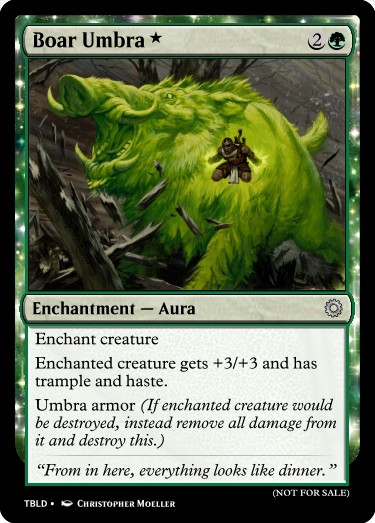 Boar Umbra ★ 2
Enchantment — Aura
Enchant creature
Enchanted creature gets +3/+3 and has
trample and haste.
Umbra armor (If enchanted creature would
be destroyed, instead remove all damage from
it and destroy this.)
“From in here, everything looks like dinner.”
(NOT FOR SALE)
TBLD • Christopher Moeller